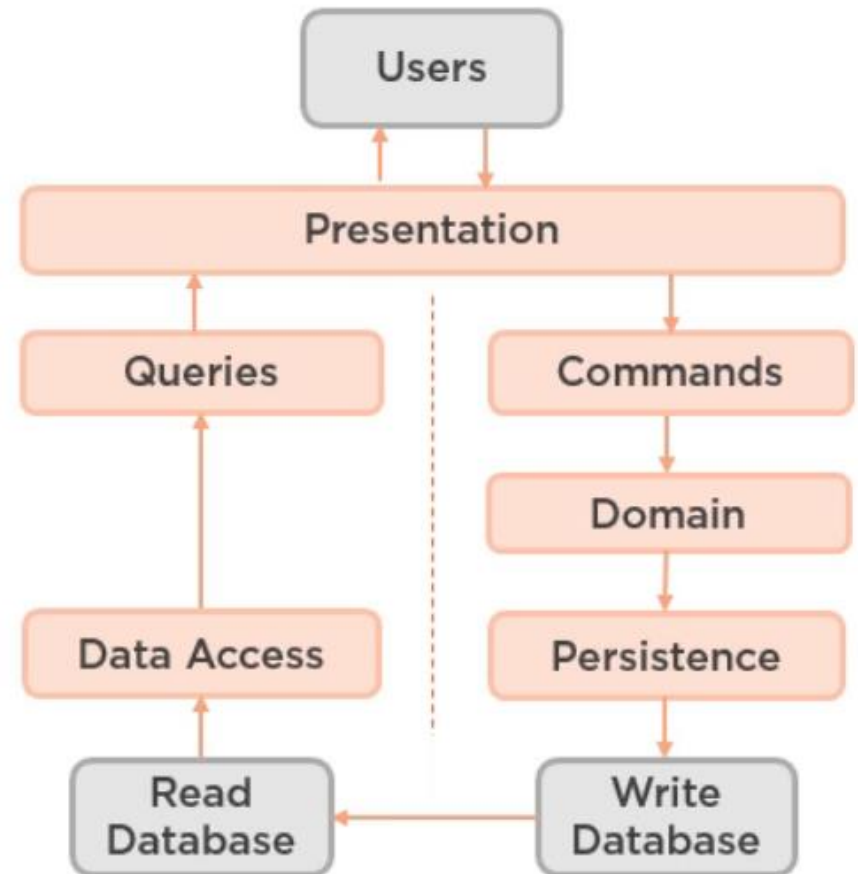 Users
Presentation
Queries
Commands
Domain
Data Access
Persistence
Read
Database
Write
Database